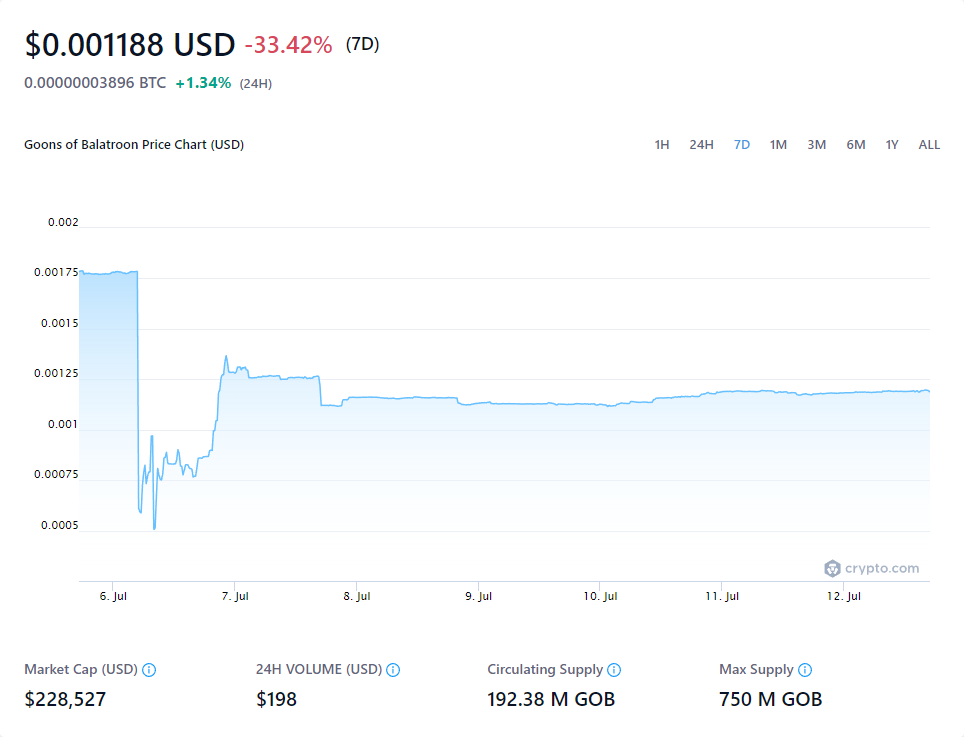 $0.001188 USD -33.42% (7D)
0.00000003896 BTC +1.34% (24H)
Goons of Balatroon Price Chart (USD) 1H 24H 7D 1M 3M 6M 1Y ALL
0.002
0.00175
0.0015
0.00125
0.001
0.00075
0.0005
crypto.com
6. Jul 7. Jul 8. Jul 9. Jul 10. Jul 11. Jul 12. Jul
Market Cap (USD) 24H VOLUME (USD) Circulating Supply Max Supply
$228,527 $198 192.38 M GOB 750 M GOB